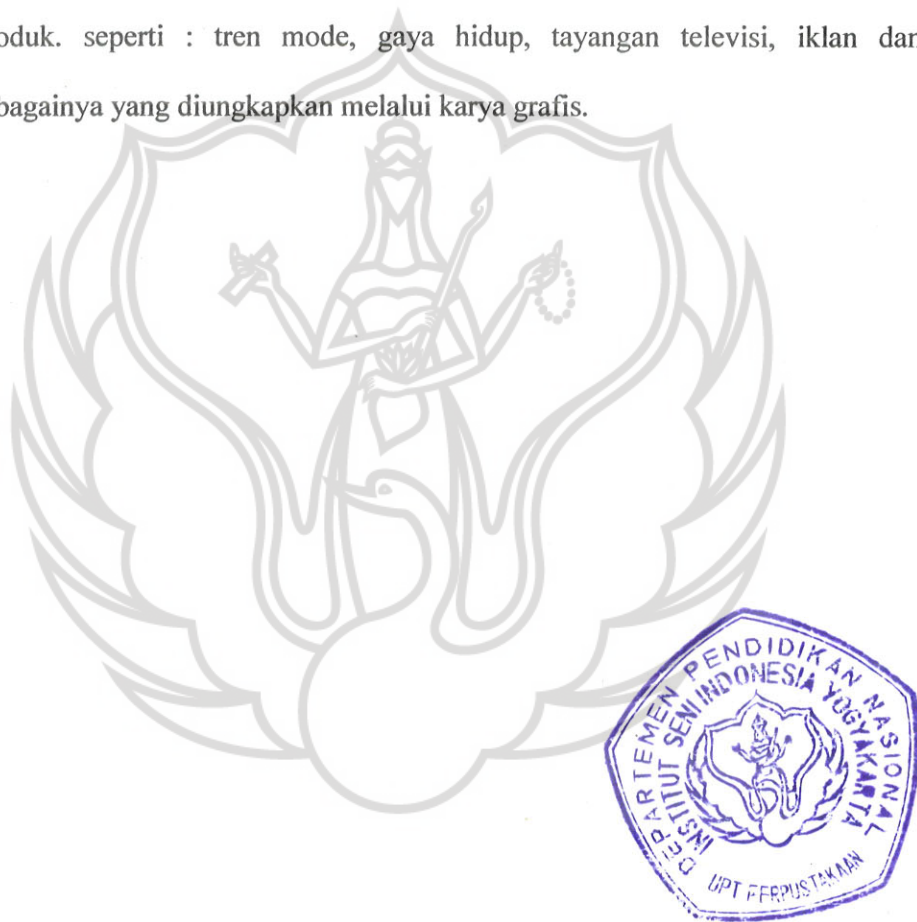 oduk. seperti : tren mode, gaya hidup, tayangan televisi, iklan dan
bagainya yang diungkapkan melalui karya grafis.
DEPARTEMEN PENDIDIKAN NASIONAL
INSTITUT SENI INDONESIA YOGYAKARTA
UPT PERPUSTAKAAN